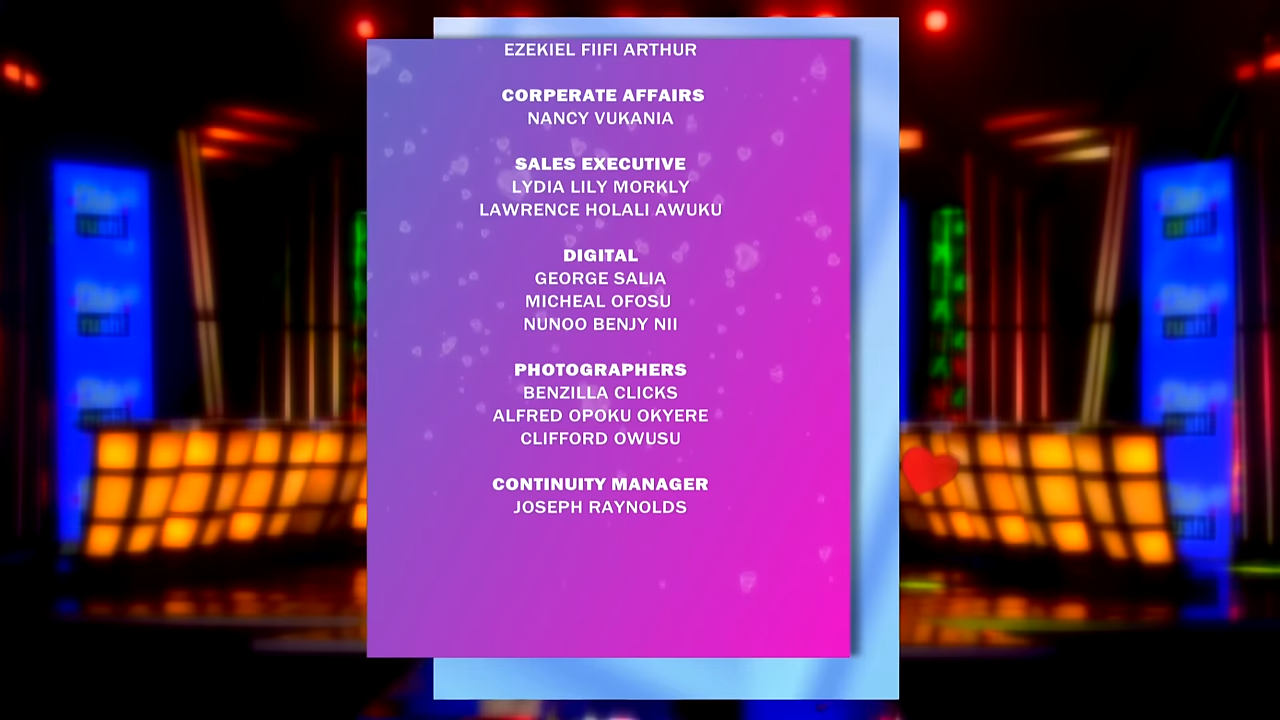 EZEKIEL FIIFI ARTHUR
CORPERATE AFFAIRS
NANCY VUKANIA
SALES EXECUTIVE
LYDIA LILY MORKLY
LAWRENCE HOLALI AWUKU
DIGITAL
GEORGE SALIA
MICHEAL OFOSU
NUNOO BENJY NII
PHOTOGRAPHERS
BENZILLA CLICKS
ALFRED OPOKU OKYERE
CLIFFORD OWUSU
CONTINUITY MANAGER
JOSEPH RAYNOLDS